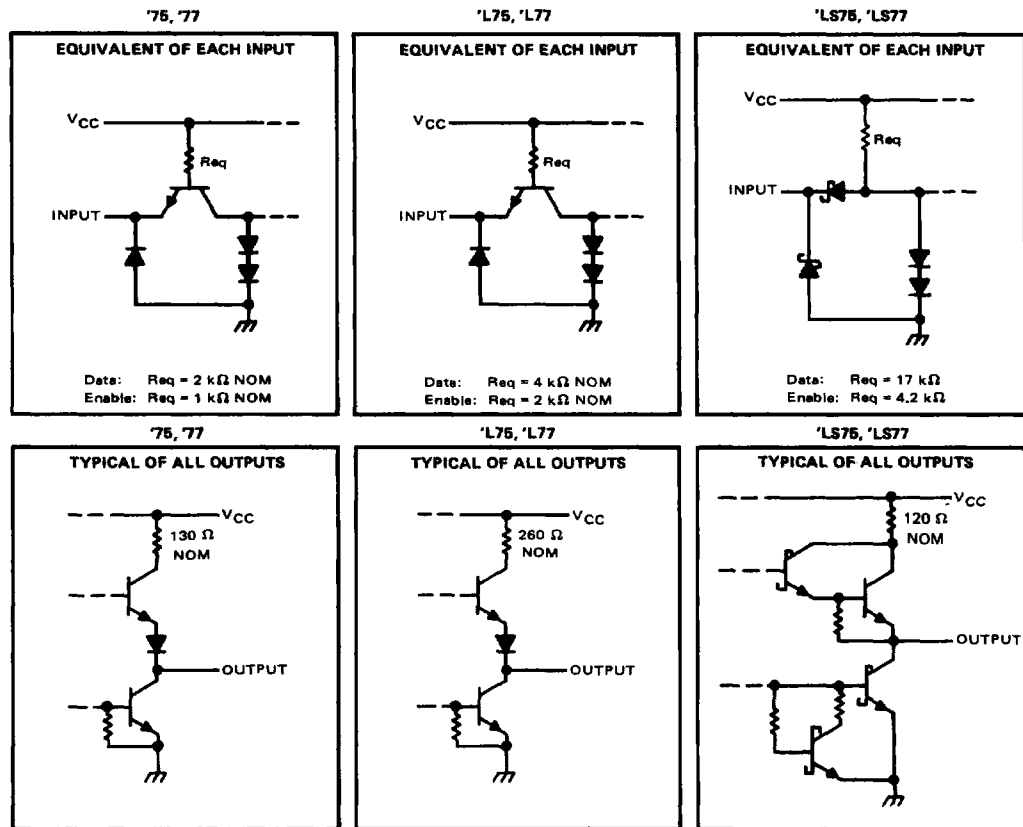 '75, '77
EQUIVALENT OF EACH INPUT
VCC
Req
INPUT
Data: Req = 2 kΩ NOM
Enable: Req = 1 kΩ NOM
'L75, 'L77
EQUIVALENT OF EACH INPUT
VCC
Req
INPUT
Data: Req = 4 kΩ NOM
Enable: Req = 2 kΩ NOM
'LS75, 'LS77
EQUIVALENT OF EACH INPUT
VCC
Req
INPUT
Data: Req = 17 kΩ
Enable: Req = 4.2 kΩ
'75, '77
TYPICAL OF ALL OUTPUTS
VCC
130 Ω
NOM
OUTPUT
'L75, 'L77
TYPICAL OF ALL OUTPUTS
VCC
260 Ω
NOM
OUTPUT
'LS75, 'LS77
TYPICAL OF ALL OUTPUTS
VCC
120 Ω
NOM
OUTPUT